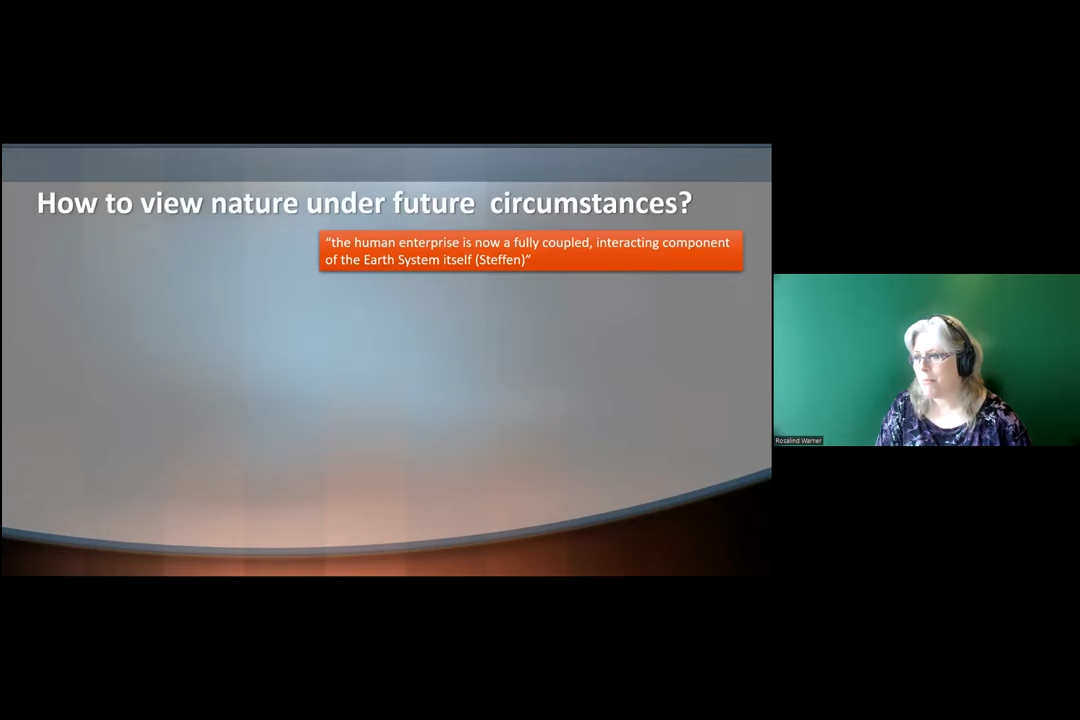 How to view nature under future  circumstances?
“the human enterprise is now a fully coupled, interacting component
of the Earth System itself (Steffen)”
Rosalind Warner